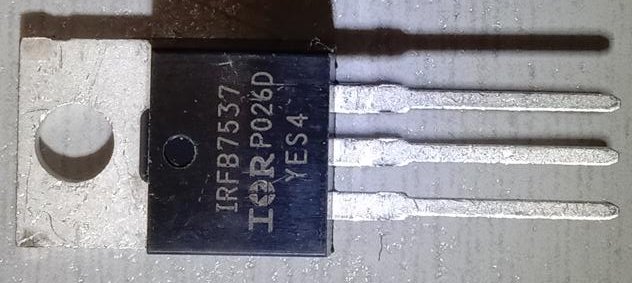 IRFB7537
IOR P026D
YES4